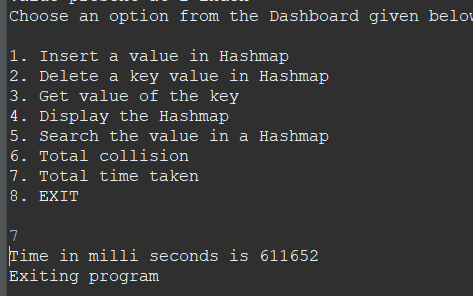 Choose an option from the Dashboard given
1. Insert a value in Hashmap
2. Delete a key value in Hashmap
3. Get value of the key
4. Display the Hashmap
5. Search the value in a Hashmap
6. Total collision
7. Total time taken
8. EXIT
7
Time in milli seconds is 611652
Exiting program